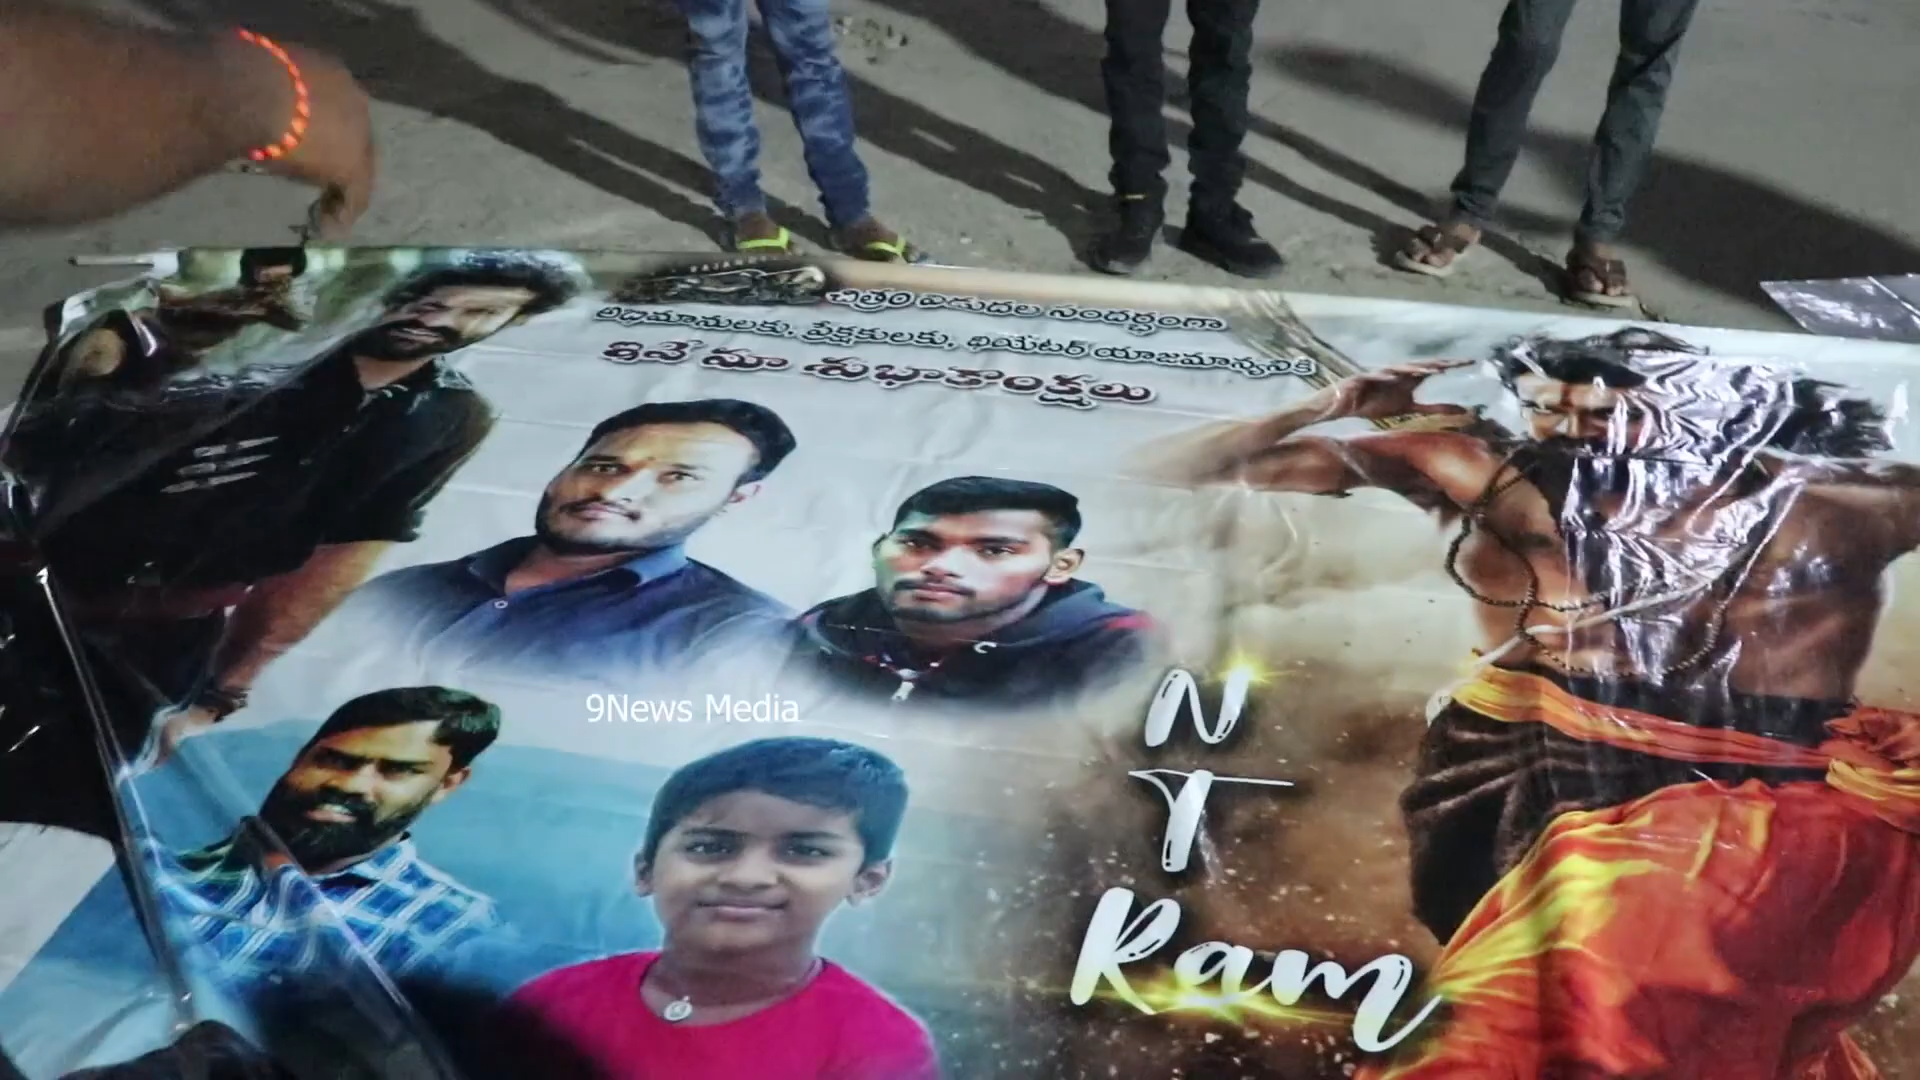 చిత్రం విడుదల సందర్భంగా
అభిమానులకు, ప్రేక్షకులకు, థియేటర్ యాజమాన్యానికి
ఇవే మా శుభాకాంక్షలు
9News Media
N
T
Ram